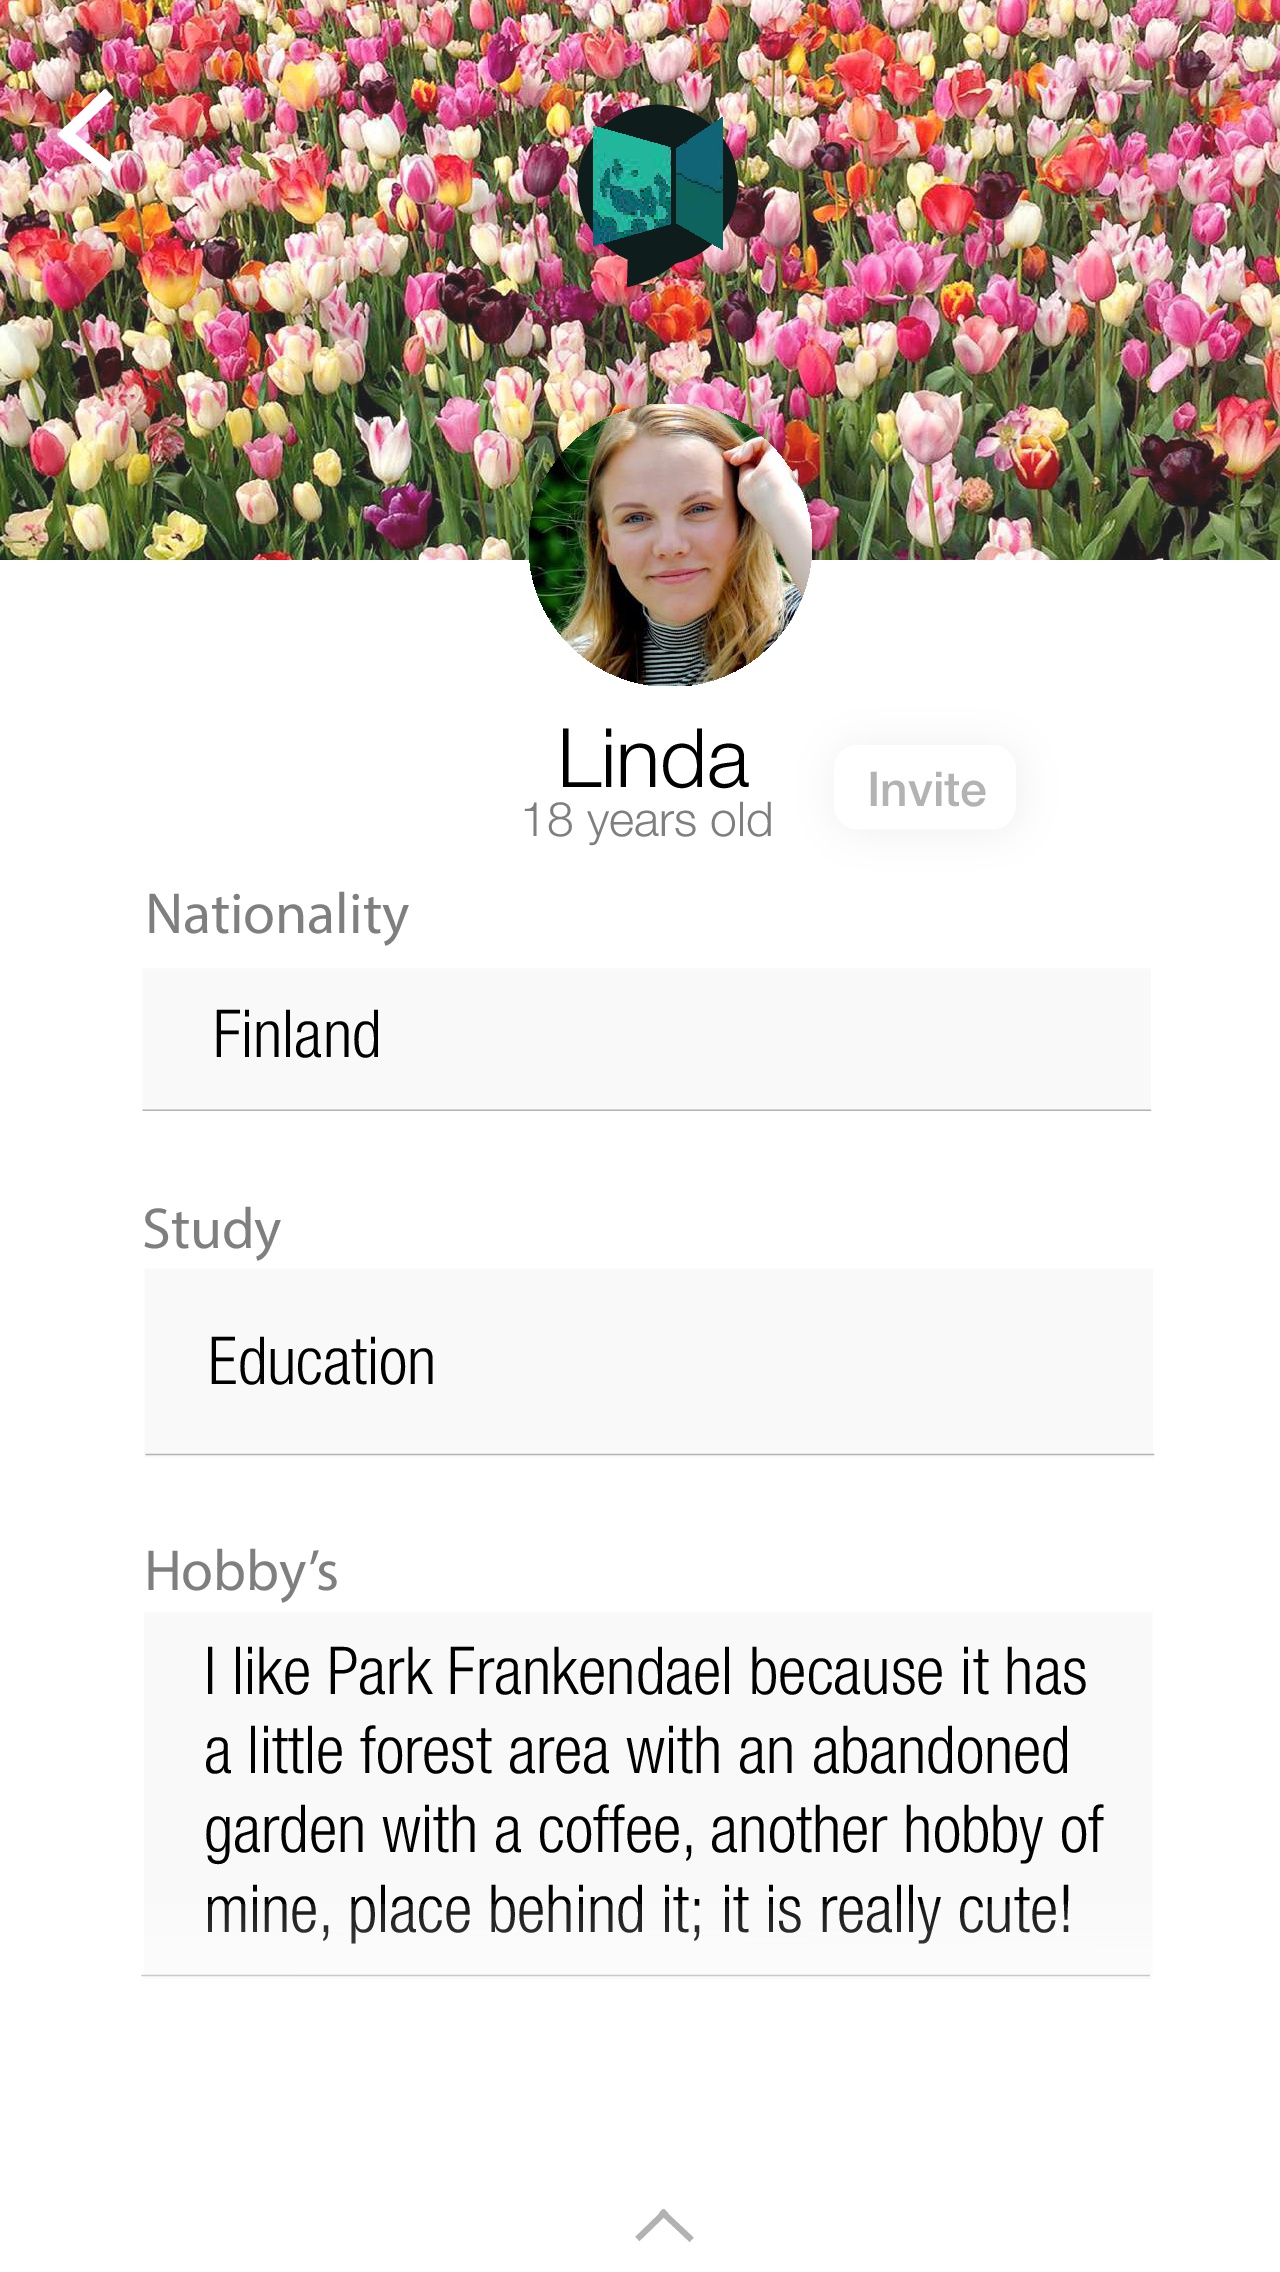 Linda
18 years old
Invite
Nationality
Finland
Study
Education
Hobby’s
I like Park Frankendael because it has
a little forest area with an abandoned
garden with a coffee, another hobby of
mine, place behind it; it is really cute!